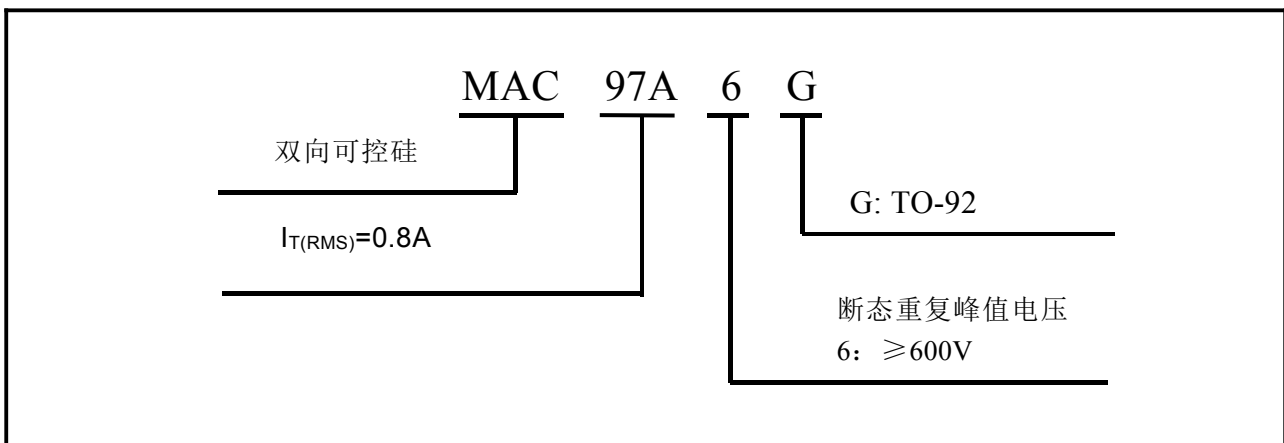 MAC 97A 6 G
双向可控硅
G: TO-92
I_T(RMS)=0.8A
断态重复峰值电压
6：≥600V